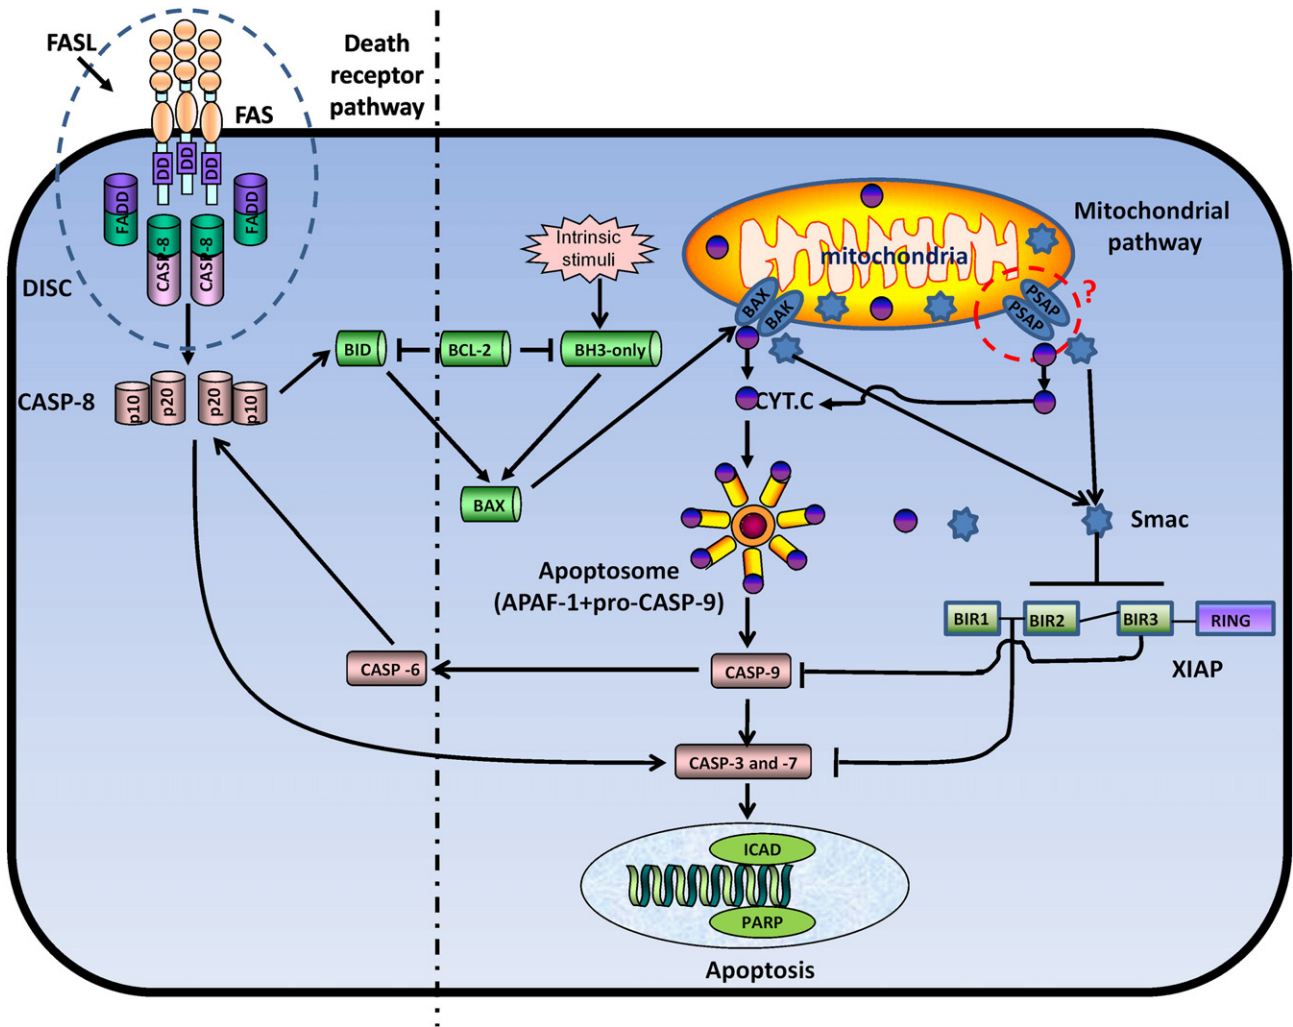 FASL
FAS
Death
receptor
pathway
DD
DD
DD
FADD
FADD
CASP-8
CASP-8
DISC
Intrinsic
stimuli
mitochondria
Mitochondrial
pathway
BAX
BAK
PSAP
PSAP
?
BID
BCL-2
BH3-only
CASP-8
p10
p20
p20
p10
CYT.C
BAX
Smac
Apoptosome
(APAF-1+pro-CASP-9)
BIR1
BIR2
BIR3
RING
XIAP
CASP -6
CASP-9
CASP-3 and -7
ICAD
PARP
Apoptosis